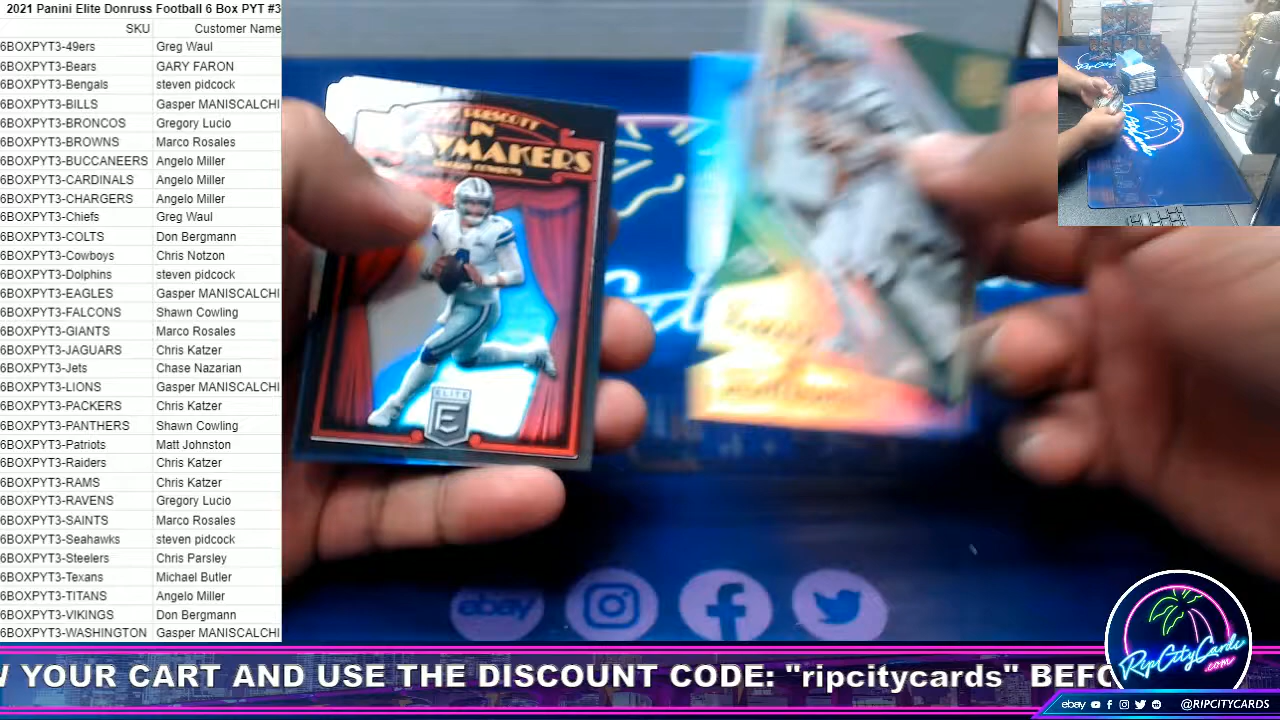 2021 Panini Elite Donruss Football 6 Box PYT #3
SKU Customer Name
6BOXPYT3-49ers Greg Waul
6BOXPYT3-Bears GARY FARON
6BOXPYT3-Bengals steven pidcock
6BOXPYT3-BILLS Gasper MANISCALCHI
6BOXPYT3-BRONCOS Gregory Lucio
6BOXPYT3-BROWNS Marco Rosales
6BOXPYT3-BUCCANEERS Angelo Miller
6BOXPYT3-CARDINALS Angelo Miller
6BOXPYT3-CHARGERS Angelo Miller
6BOXPYT3-Chiefs Greg Waul
6BOXPYT3-COLTS Don Bergmann
6BOXPYT3-Cowboys Chris Notzon
6BOXPYT3-Dolphins steven pidcock
6BOXPYT3-EAGLES Gasper MANISCALCHI
6BOXPYT3-FALCONS Shawn Cowling
6BOXPYT3-GIANTS Marco Rosales
6BOXPYT3-JAGUARS Chris Katzer
6BOXPYT3-Jets Chase Nazarian
6BOXPYT3-LIONS Gasper MANISCALCHI
6BOXPYT3-PACKERS Chris Katzer
6BOXPYT3-PANTHERS Shawn Cowling
6BOXPYT3-Patriots Matt Johnston
6BOXPYT3-Raiders Chris Katzer
6BOXPYT3-RAMS Chris Katzer
6BOXPYT3-RAVENS Gregory Lucio
6BOXPYT3-SAINTS Marco Rosales
6BOXPYT3-Seahawks steven pidcock
6BOXPYT3-Steelers Chris Parsley
6BOXPYT3-Texans Michael Butler
6BOXPYT3-TITANS Angelo Miller
6BOXPYT3-VIKINGS Don Bergmann
6BOXPYT3-WASHINGTON Gasper MANISCALCHI
PRESCOTT
IN
AYMAKERS
COWBOYS
ELITE
E
ebay
W YOUR CART AND USE THE DISCOUNT CODE: "ripcitycards" BEFO
RipCityCards
.com
ebay @RIPCITYCARDS